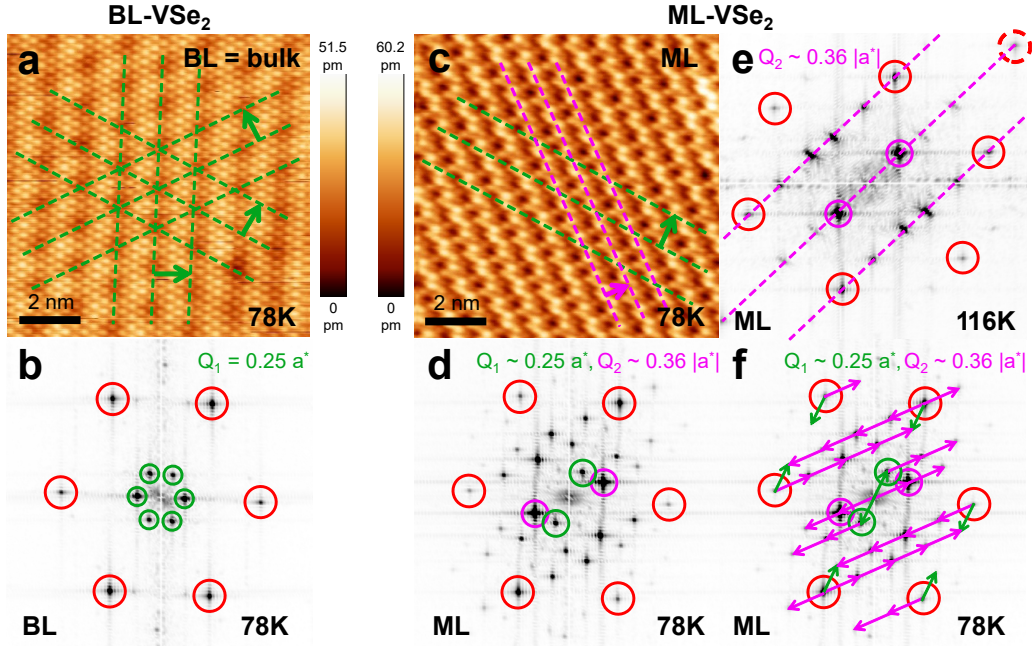 BL-VSe₂
ML-VSe₂
a
BL = bulk
2 nm
78K
51.5
pm
0
pm
60.2
pm
0
pm
c
ML
2 nm
78K
e
Q₂ ~ 0.36 |a*|
ML
116K
b
Q₁ = 0.25 a*
BL
78K
d
Q₁ ~ 0.25 a*, Q₂ ~ 0.36 |a*|
ML
78K
f
Q₁ ~ 0.25 a*, Q₂ ~ 0.36 |a*|
ML
78K